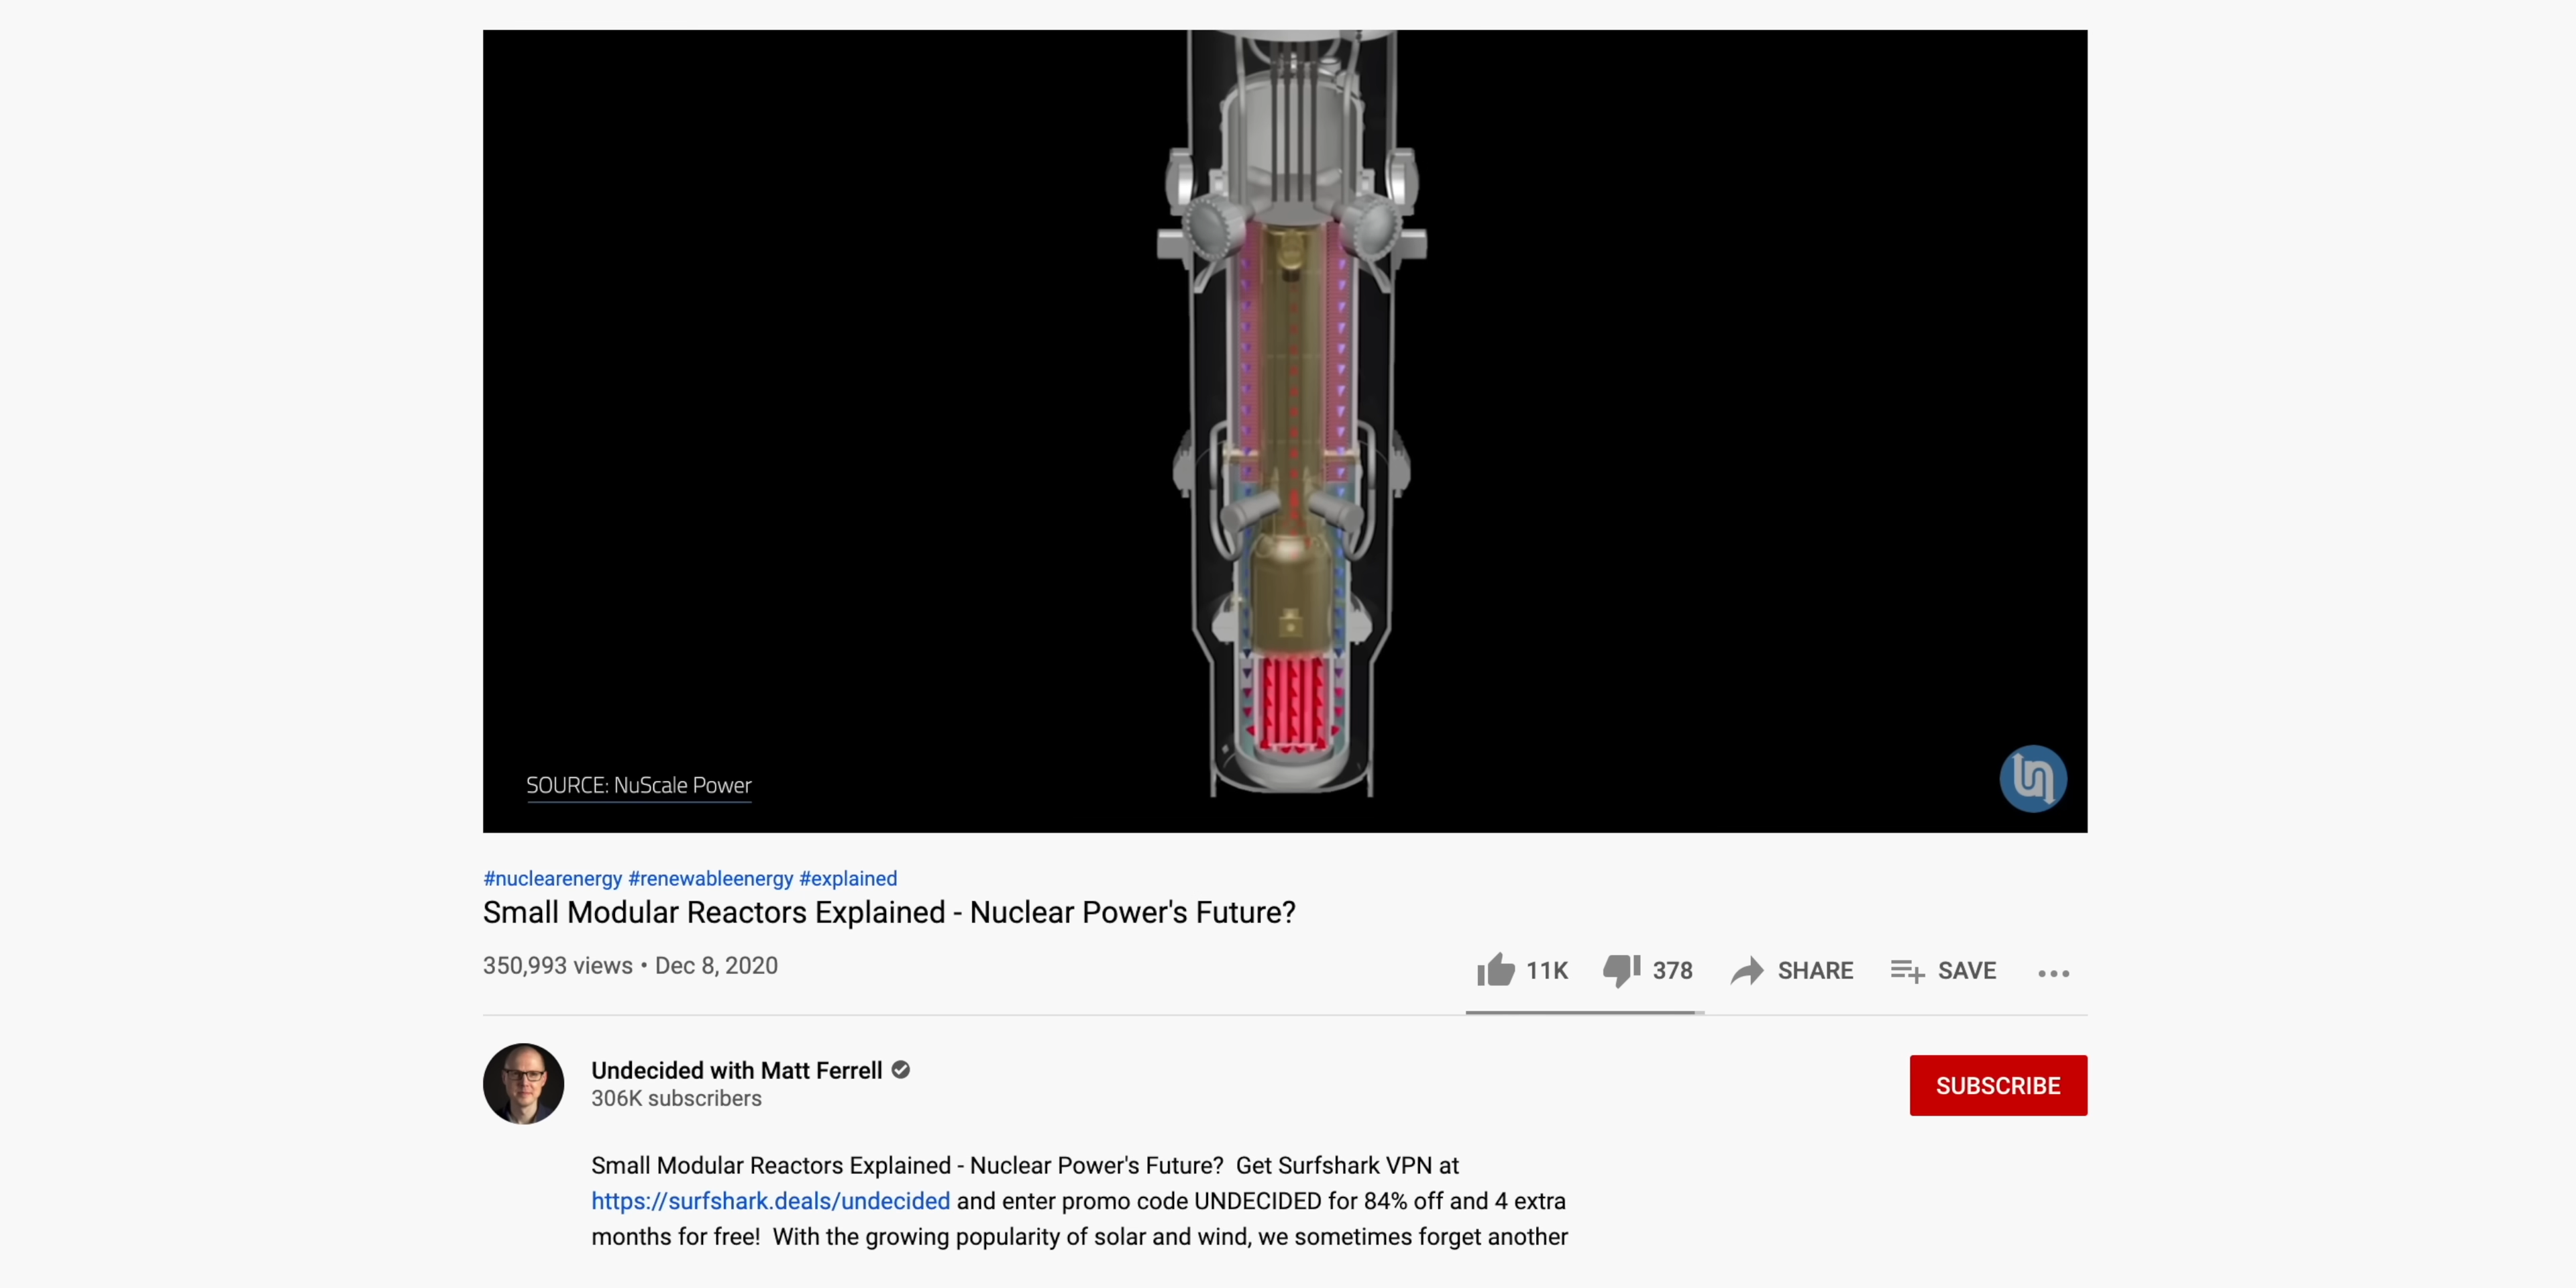 SOURCE: NuScale Power
un
#nuclearenergy #renewableenergy #explained
Small Modular Reactors Explained - Nuclear Power's Future?
350,993 views • Dec 8, 2020
11K 378 SHARE SAVE
Undecided with Matt Ferrell
306K subscribers
SUBSCRIBE
Small Modular Reactors Explained - Nuclear Power's Future?  Get Surfshark VPN at
https://surfshark.deals/undecided and enter promo code UNDECIDED for 84% off and 4 extra
months for free!  With the growing popularity of solar and wind, we sometimes forget another